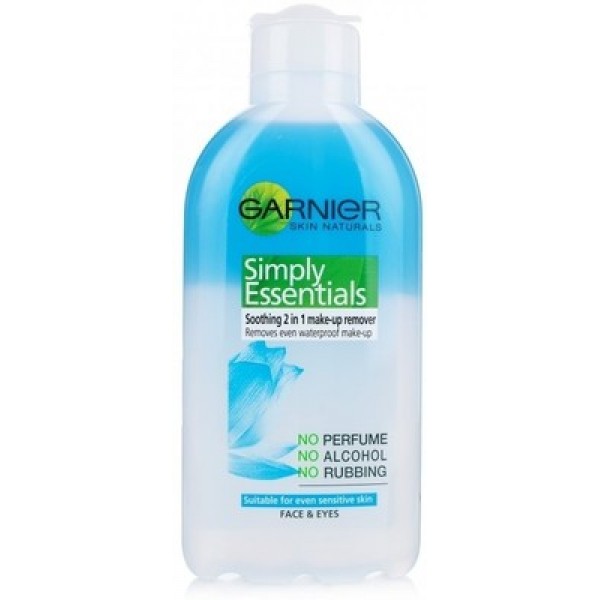 GARNIER
SKIN NATURALS
Simply
Essentials
Soothing 2 in 1 make-up remover
Removes even waterproof make-up
NO PERFUME
NO ALCOHOL
NO RUBBING
Suitable for even sensitive skin
FACE & EYES